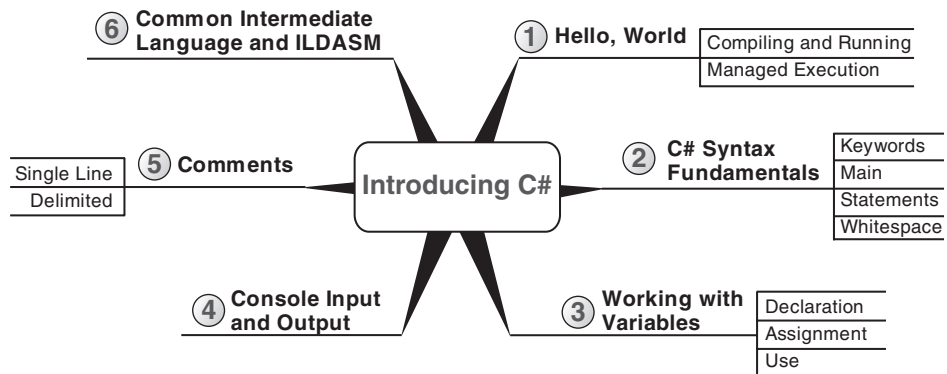 Introducing C#
1 Hello, World
Compiling and Running
Managed Execution
2 C# Syntax
Fundamentals
Keywords
Main
Statements
Whitespace
3 Working with
Variables
Declaration
Assignment
Use
4 Console Input
and Output
5 Comments
Single Line
Delimited
6 Common Intermediate
Language and ILDASM